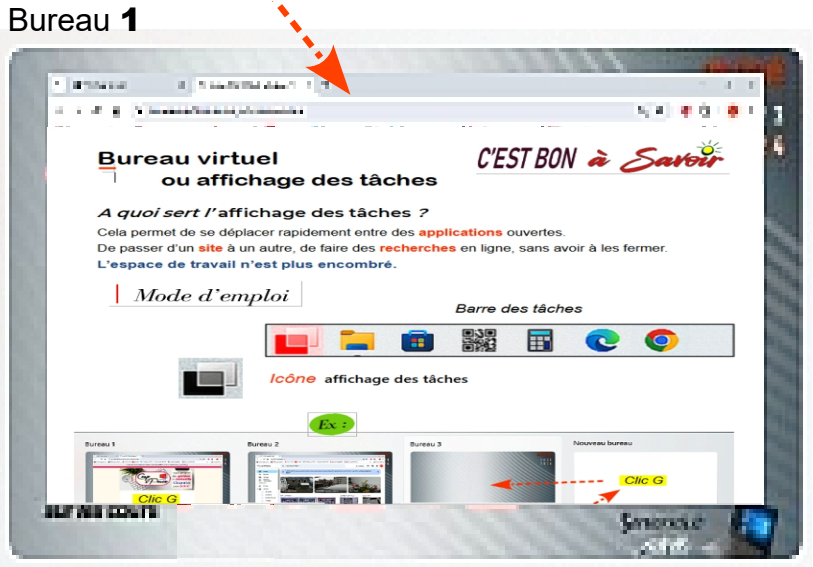 Bureau 1
Bureau virtuel
ou affichage des tâches
C'EST BON à Savoir
A quoi sert l'affichage des tâches ?
Cela permet de se déplacer rapidement entre des applications ouvertes.
De passer d'un site à un autre, de faire des recherches en ligne, sans avoir à les fermer.
L'espace de travail n'est plus encombré.
Mode d'emploi
Barre des tâches
Icône affichage des tâches
Ex :
Bureau 1
Bureau 2
Bureau 3
Nouveau bureau
Clic G
Clic G